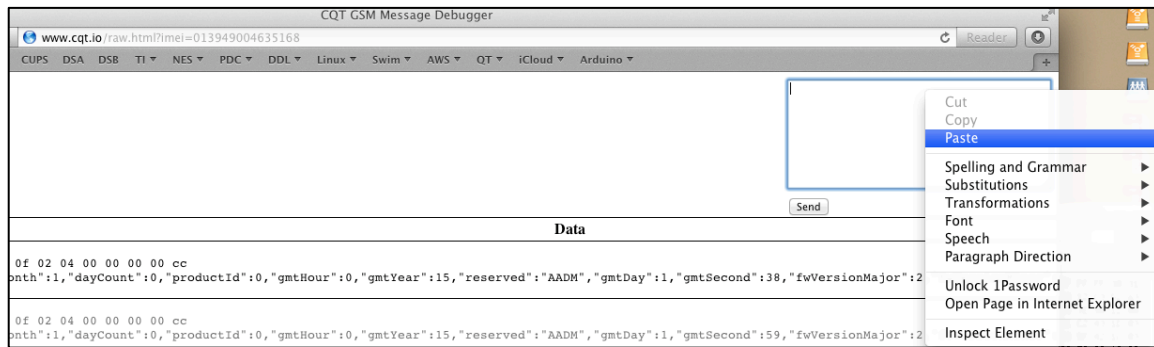 CQT GSM Message Debugger
www.cqt.io/raw.html?imei=013949004635168
Reader
CUPS DSA DSB TI NES PDC DDL Linux Swim AWS QT iCloud Arduino
Cut
Copy
Paste
Spelling and Grammar
Substitutions
Transformations
Font
Speech
Paragraph Direction
Unlock 1Password
Open Page in Internet Explorer
Inspect Element
Send
Data
0f 02 04 00 00 00 00 cc
onth":1,"dayCount":0,"productId":0,"gmtHour":0,"gmtYear":15,"reserved":"AADM","gmtDay":1,"gmtSecond":38,"fwVersionMajor":2
0f 02 04 00 00 00 00 cc
onth":1,"dayCount":0,"productId":0,"gmtHour":0,"gmtYear":15,"reserved":"AADM","gmtDay":1,"gmtSecond":59,"fwVersionMajor":2